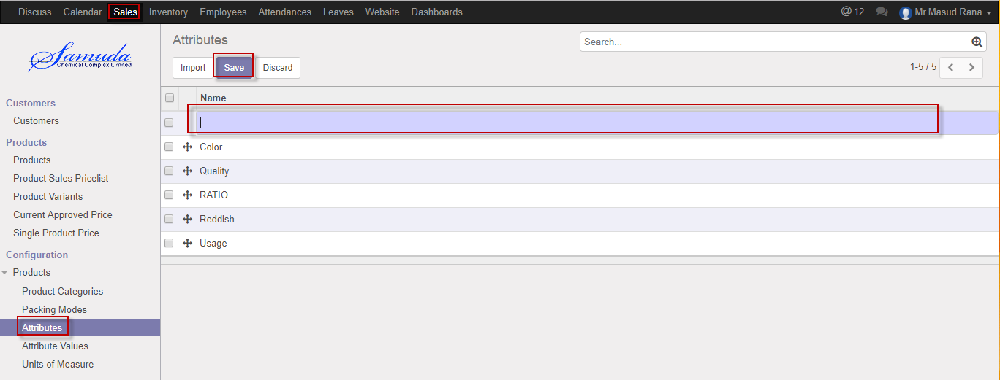 Discuss Calendar Sales Inventory Employees Attendances Leaves Website Dashboards @ 12 Mr.Masud Rana
Samuda
Chemical Complex Limited
Customers
Customers
Products
Products
Product Sales Pricelist
Product Variants
Current Approved Price
Single Product Price
Configuration
Products
Product Categories
Packing Modes
Attributes
Attribute Values
Units of Measure
Attributes
Search...
Import Save Discard
1-5 / 5
Name
Color
Quality
RATIO
Reddish
Usage